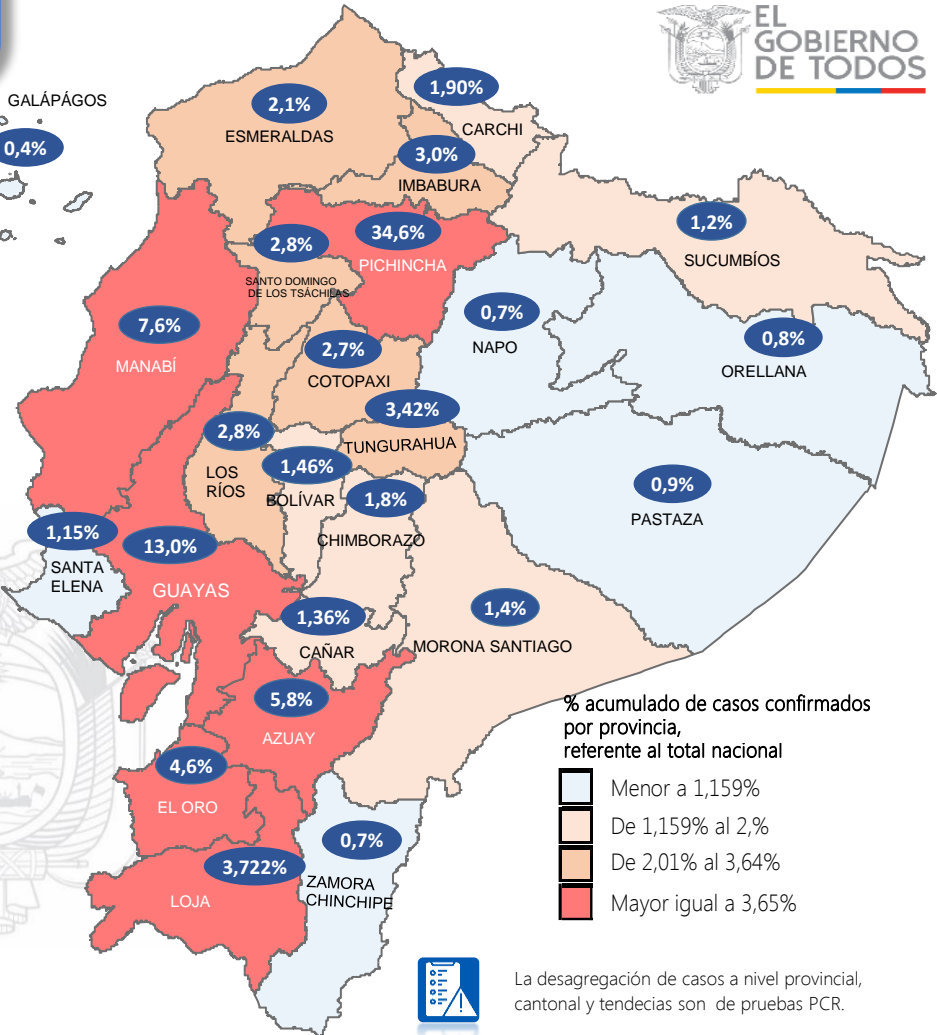 EL
GOBIERNO
DE TODOS
GALÁPÁGOS
0,4%
2,1%
ESMERALDAS
1,90%
CARCHI
3,0%
IMBABURA
1,2%
SUCUMBÍOS
2,8%
SANTO DOMINGO
DE LOS TSÁCHILAS
34,6%
PICHINCHA
7,6%
MANABÍ
0,7%
NAPO
0,8%
ORELLANA
2,7%
COTOPAXI
3,42%
TUNGURAHUA
2,8%
LOS
RÍOS
1,46%
BOLÍVAR
1,8%
CHIMBORAZO
0,9%
PASTAZA
1,15%
SANTA
ELENA
13,0%
GUAYAS
1,36%
CAÑAR
1,4%
MORONA SANTIAGO
5,8%
AZUAY
4,6%
EL ORO
3,722%
LOJA
0,7%
ZAMORA
CHINCHIPE
% acumulado de casos confirmados
por provincia,
referente al total nacional
Menor a 1,159%
De 1,159% al 2,%
De 2,01% al 3,64%
Mayor igual a 3,65%
La desagregación de casos a nivel provincial,
cantonal y tendecias son de pruebas PCR.